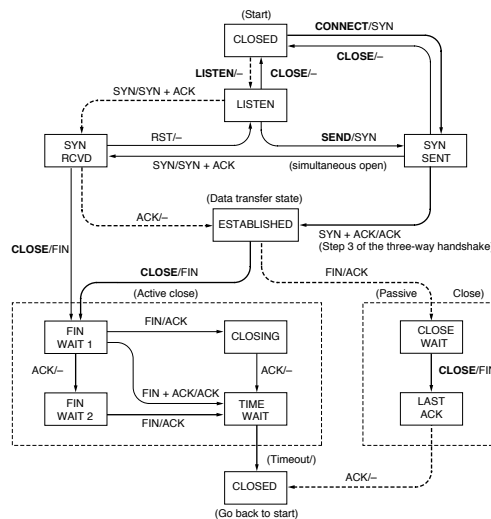 (Start)
CONNECT/SYN
CLOSED
CLOSE/–
LISTEN/–
CLOSE/–
SYN/SYN + ACK
LISTEN
SYN
RCVD
RST/–
SEND/SYN
SYN
SENT
SYN/SYN + ACK
(simultaneous open)
(Data transfer state)
ACK/–
ESTABLISHED
SYN + ACK/ACK
(Step 3 of the three-way handshake)
CLOSE/FIN
CLOSE/FIN
FIN/ACK
(Active close)
(Passive
Close)
FIN
WAIT 1
FIN/ACK
CLOSING
CLOSE
WAIT
ACK/–
FIN + ACK/ACK
ACK/–
CLOSE/FIN
FIN
WAIT 2
FIN/ACK
TIME
WAIT
LAST
ACK
(Timeout/)
CLOSED
ACK/–
(Go back to start)